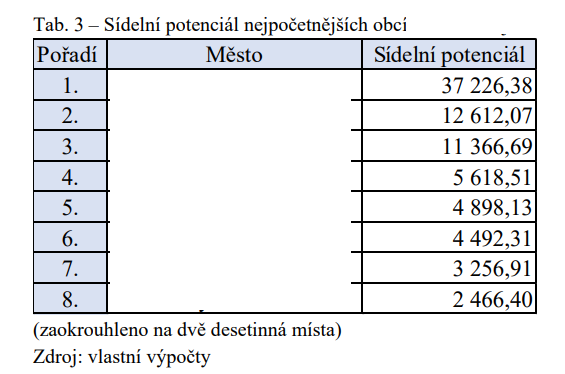 Tab. 3 – Sídelní potenciál nejpočetnějších obcí
Pořadí Město Sídelní potenciál
1. 37 226,38
2. 12 612,07
3. 11 366,69
4. 5 618,51
5. 4 898,13
6. 4 492,31
7. 3 256,91
8. 2 466,40
(zaokrouhleno na dvě desetinná místa)
Zdroj: vlastní výpočty